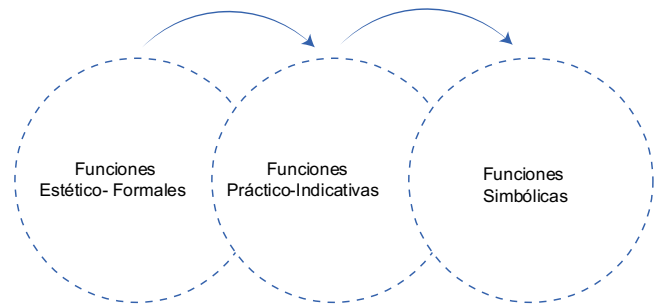 Funciones
Estético- Formales
Funciones
Práctico-Indicativas
Funciones
Simbólicas